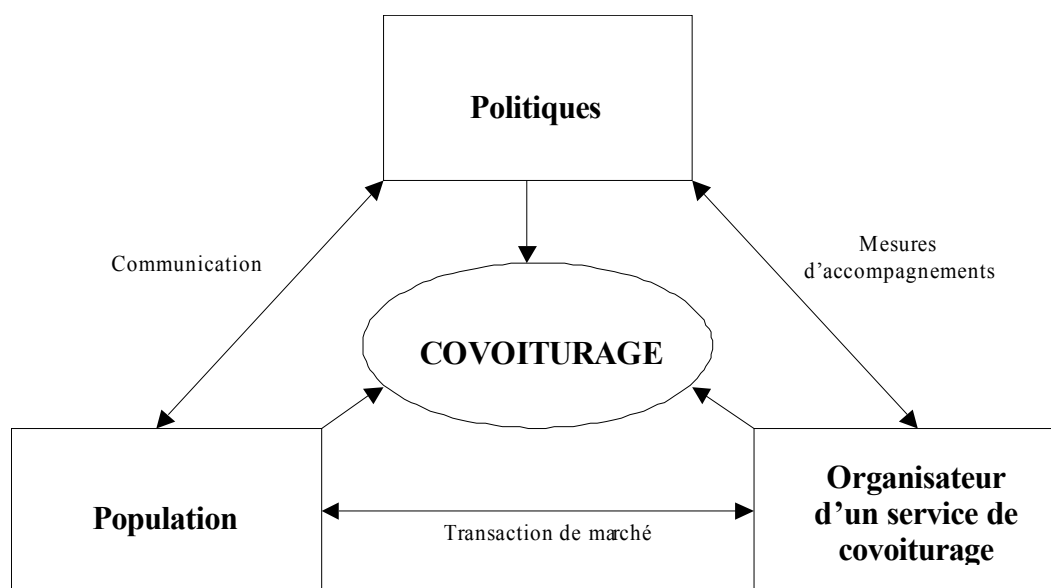 Politiques
Communication
Mesures
d'accompagnements
COVOITURAGE
Population
Transaction de marché
Organisateur
d'un service de
covoiturage